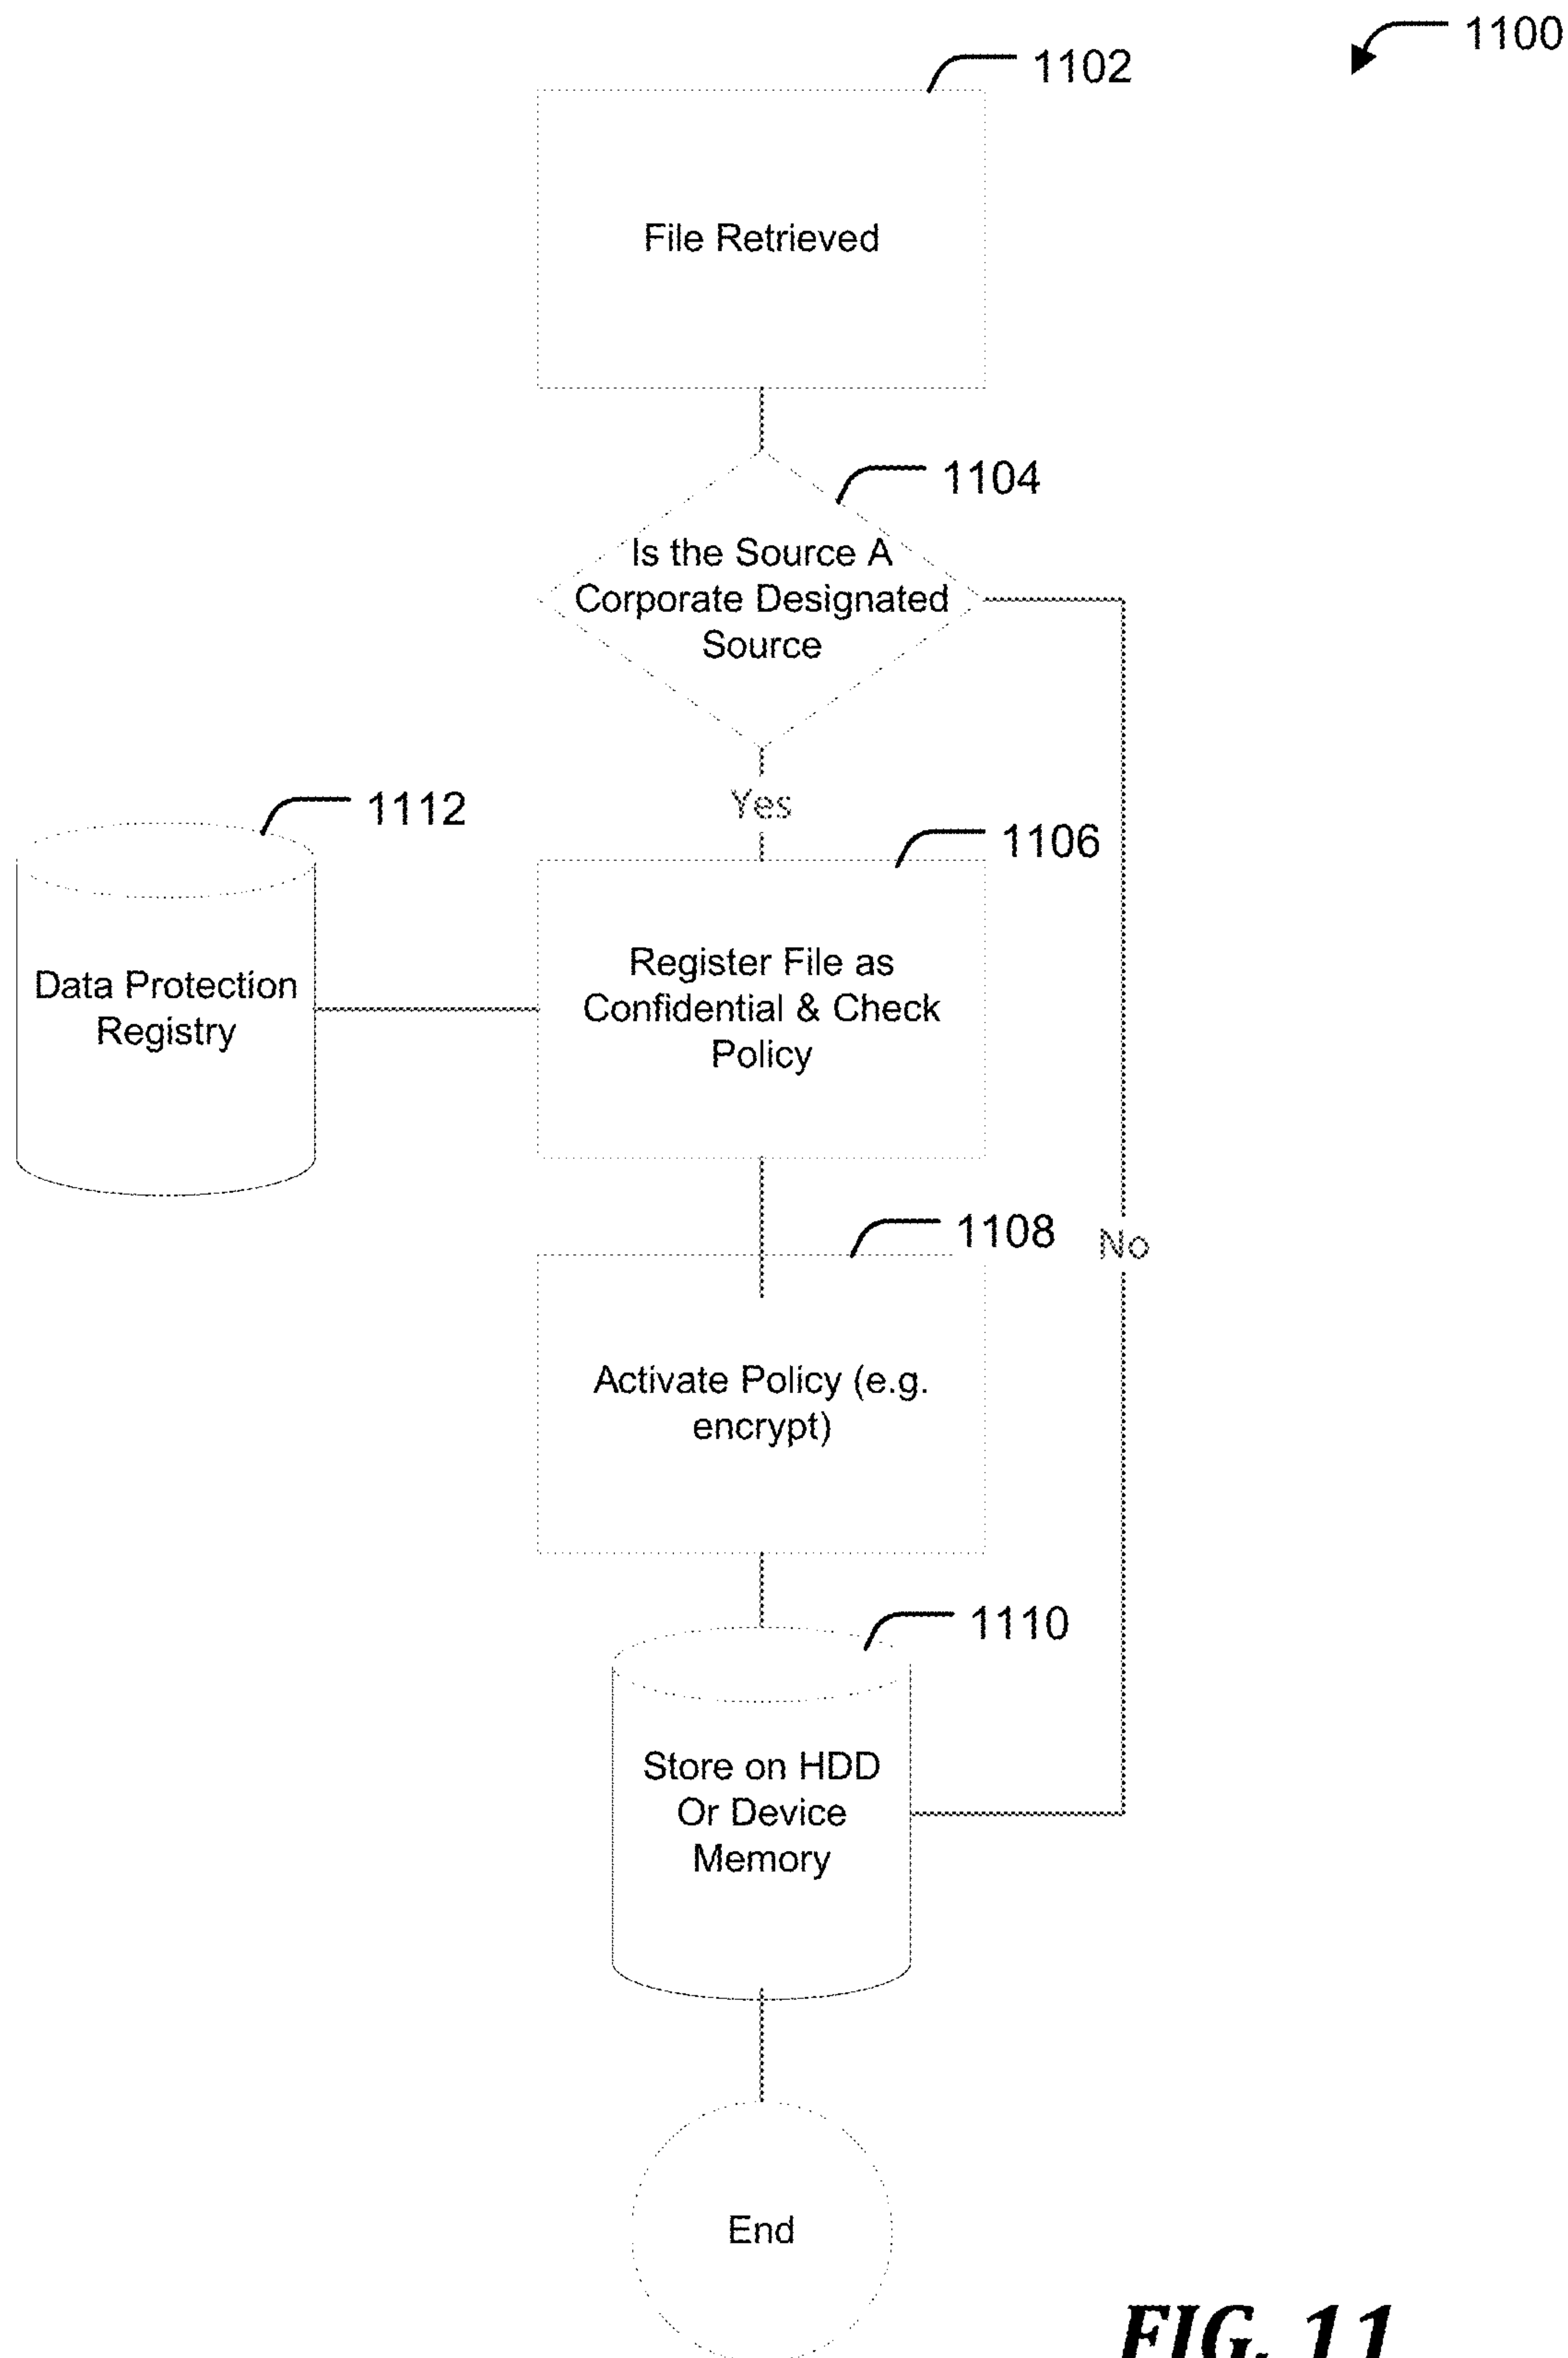 1100
1102
File Retrieved
1104
Is the Source A
Corporate Designated
Source
Yes
1112
1106
Data Protection
Registry
Register File as
Confidential & Check
Policy
1108
No
Activate Policy (e.g.
encrypt)
1110
Store on HDD
Or Device
Memory
End
FIG. 11